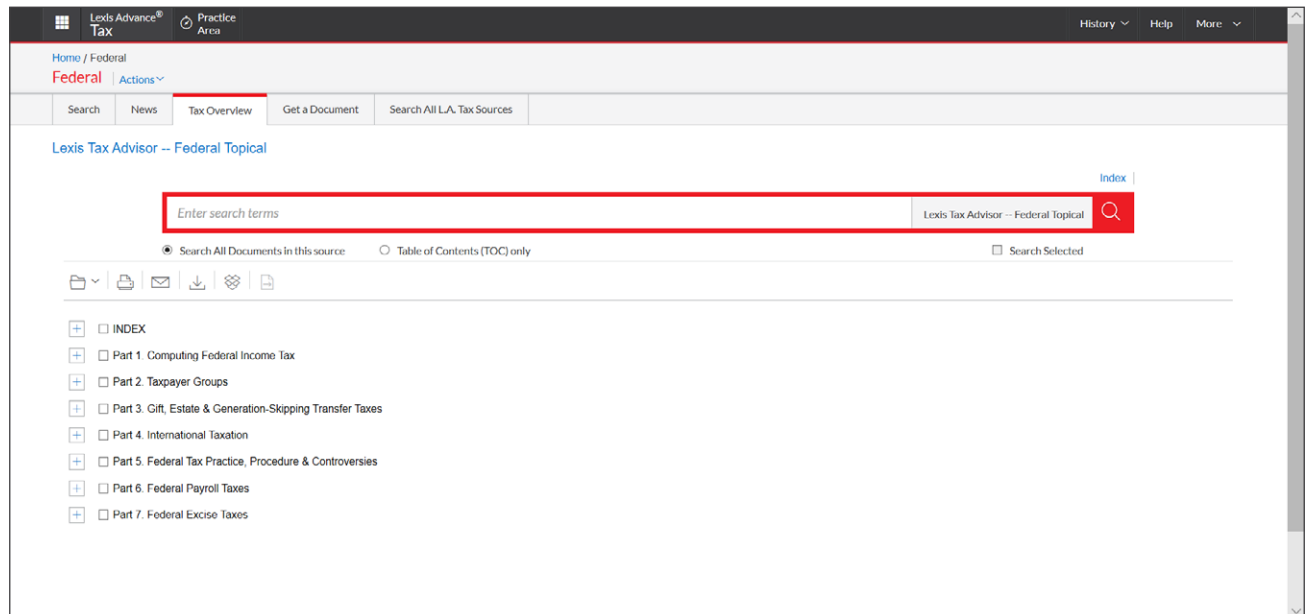 Lexis Advance® Tax
Practice Area
History Help More
Home / Federal
Federal Actions
Search News Tax Overview Get a Document Search All L.A. Tax Sources
Lexis Tax Advisor -- Federal Topical
Index
Enter search terms Lexis Tax Advisor -- Federal Topical
Search All Documents in this source Table of Contents (TOC) only Search Selected
INDEX
Part 1. Computing Federal Income Tax
Part 2. Taxpayer Groups
Part 3. Gift, Estate & Generation-Skipping Transfer Taxes
Part 4. International Taxation
Part 5. Federal Tax Practice, Procedure & Controversies
Part 6. Federal Payroll Taxes
Part 7. Federal Excise Taxes